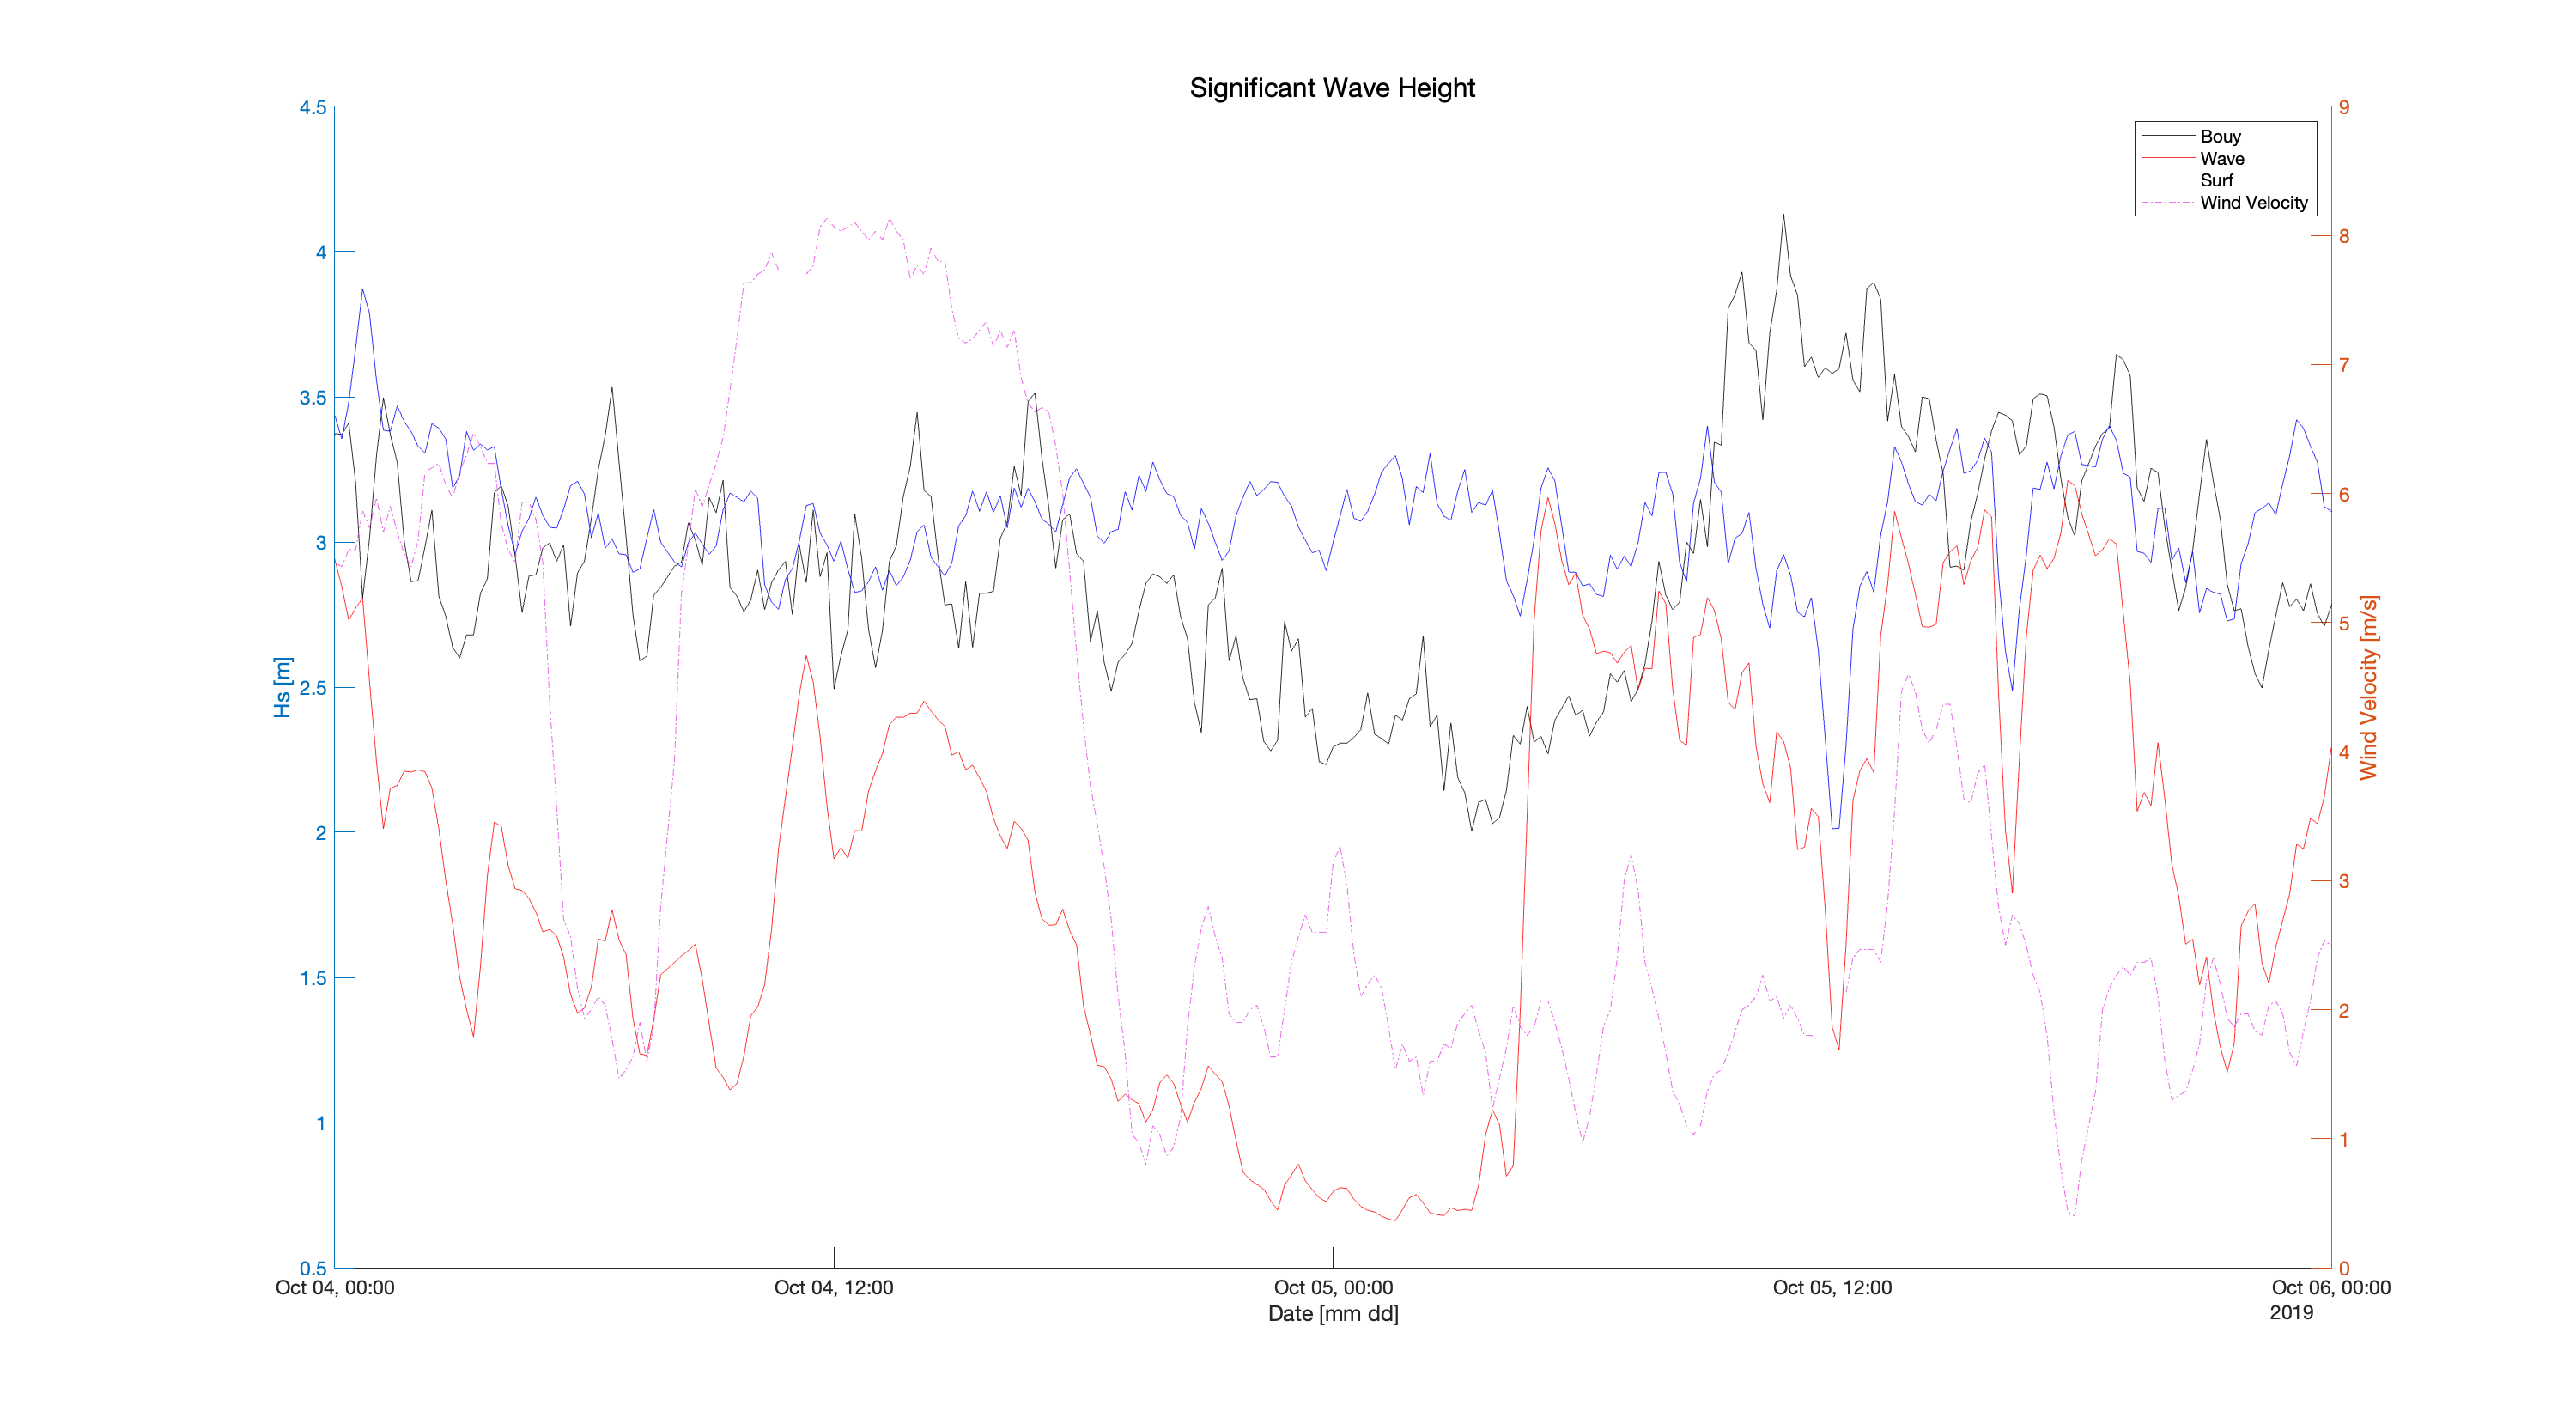 Significant Wave Height
4.5
4
3.5
3
2.5
2
1.5
1
0.5
Hs [m]
9
8
7
6
5
4
3
2
1
0
Wind Velocity [m/s]
Bouy
Wave
Surf
Wind Velocity
Oct 04, 00:00
Oct 04, 12:00
Oct 05, 00:00
Oct 05, 12:00
Oct 06, 00:00
Date [mm dd]
2019